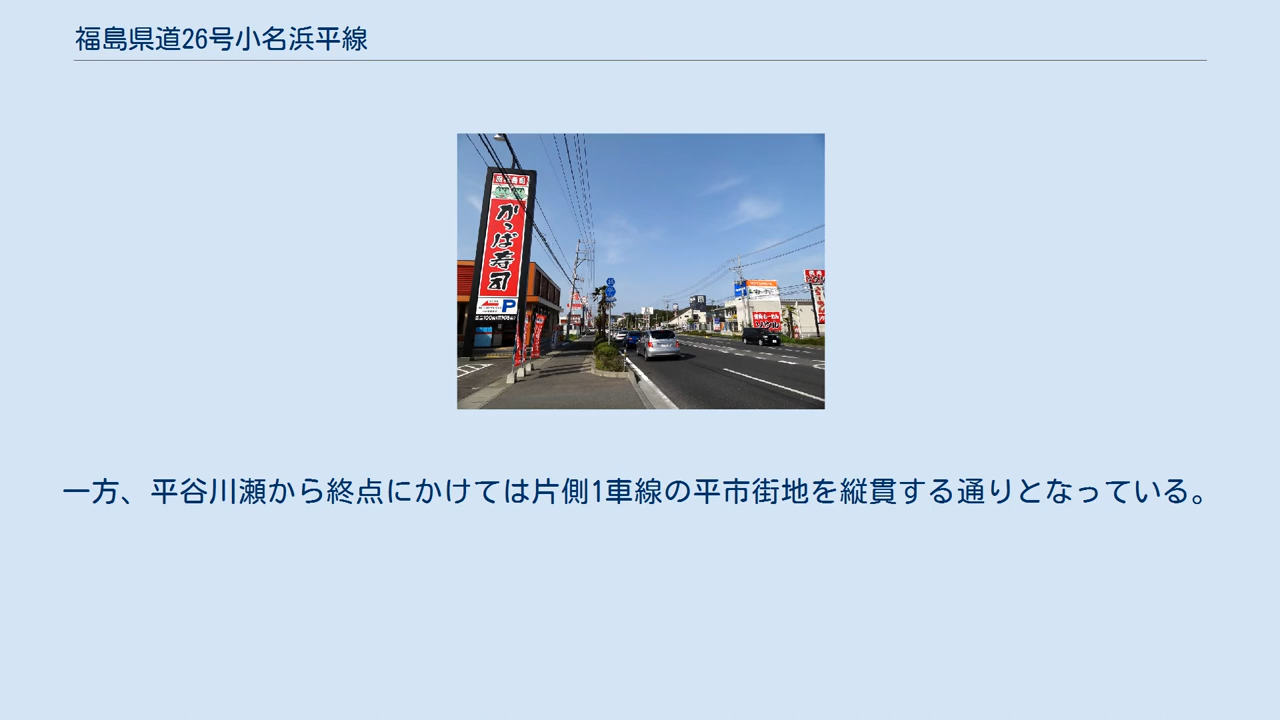 福島県道26号小名浜平線
かっぱ寿司
P
一方、平谷川瀬から終点にかけては片側1車線の平市街地を縦貫する通りとなっている。